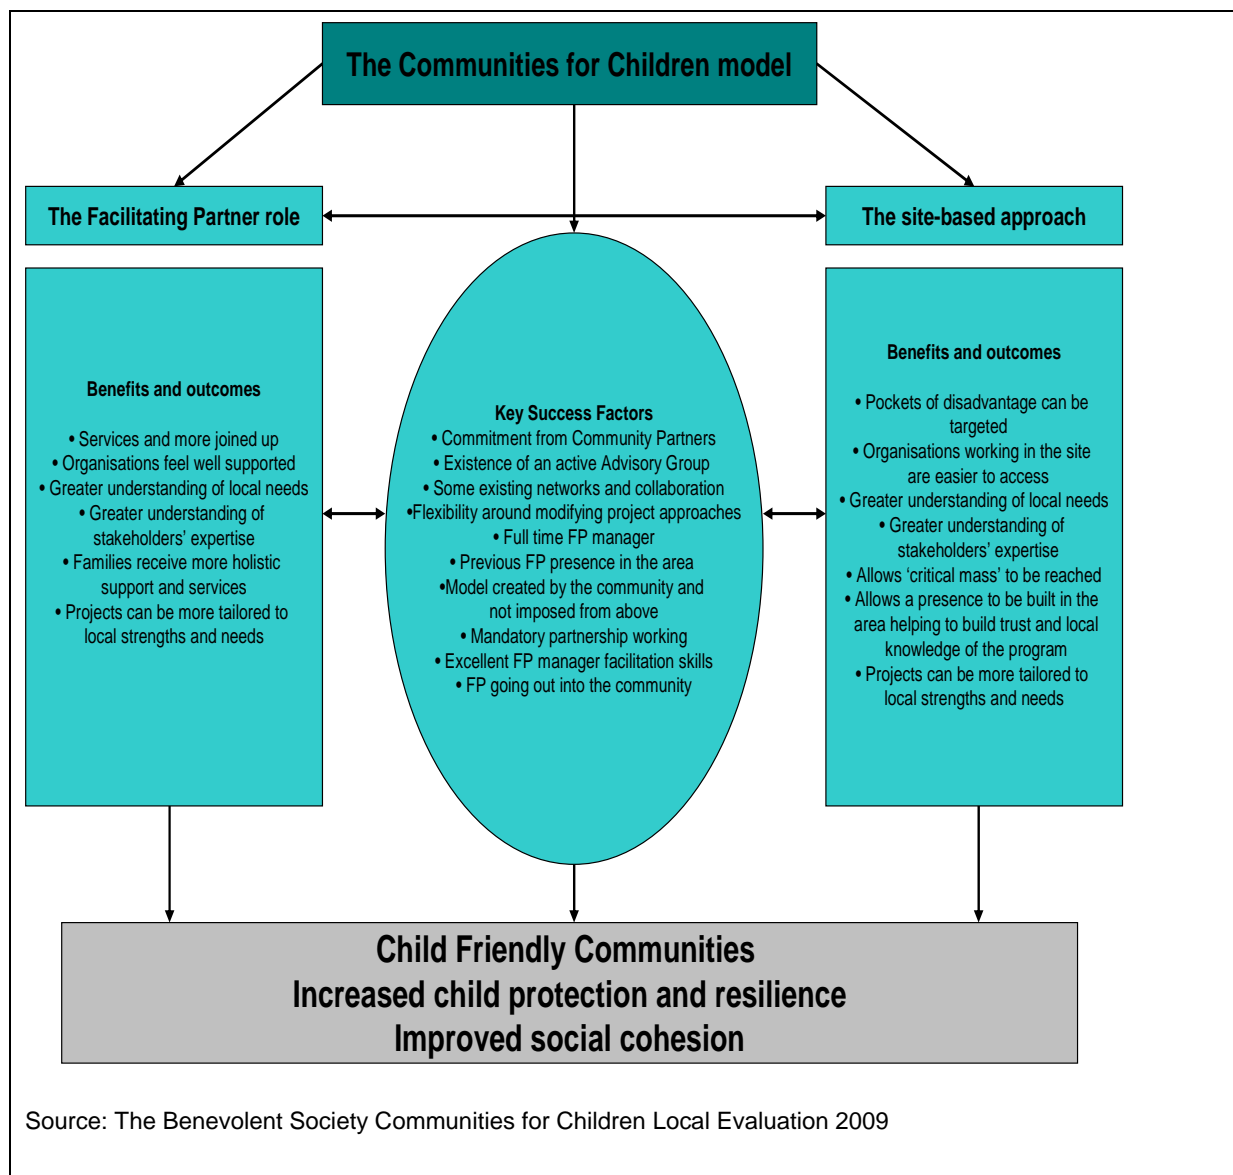 The Communities for Children model
The Facilitating Partner role
The site-based approach
Benefits and outcomes
• Services and more joined up
• Organisations feel well supported
• Greater understanding of local needs
• Greater understanding of
stakeholders’ expertise
• Families receive more holistic
support and services
• Projects can be more tailored to
local strengths and needs
Key Success Factors
• Commitment from Community Partners
• Existence of an active Advisory Group
• Some existing networks and collaboration
•Flexibility around modifying project approaches
• Full time FP manager
• Previous FP presence in the area
•Model created by the community and
not imposed from above
• Mandatory partnership working
• Excellent FP manager facilitation skills
• FP going out into the community
Benefits and outcomes
• Pockets of disadvantage can be
targeted
• Organisations working in the site
are easier to access
• Greater understanding of local needs
• Greater understanding of
stakeholders’ expertise
• Allows ‘critical mass’ to be reached
• Allows a presence to be built in the
area helping to build trust and local
knowledge of the program
• Projects can be more tailored to
local strengths and needs
Child Friendly Communities
Increased child protection and resilience
Improved social cohesion
Source: The Benevolent Society Communities for Children Local Evaluation 2009